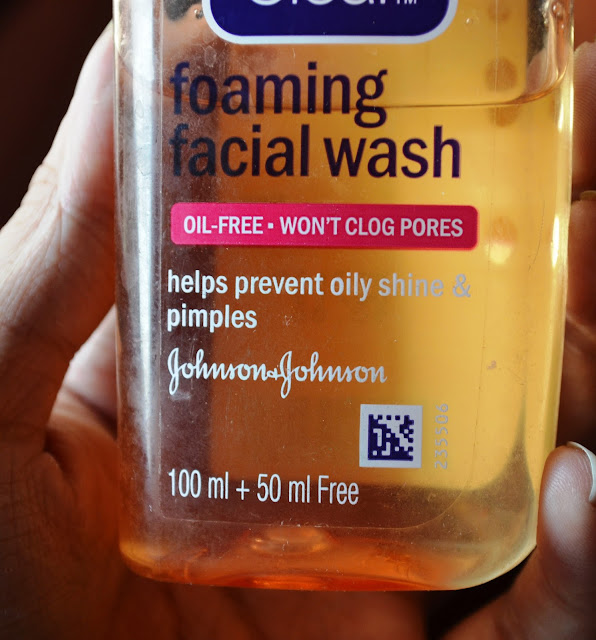 foaming
facial wash
OIL-FREE • WON'T CLOG PORES
helps prevent oily shine &
pimples
Johnson+Johnson
235506
100 ml + 50 ml Free